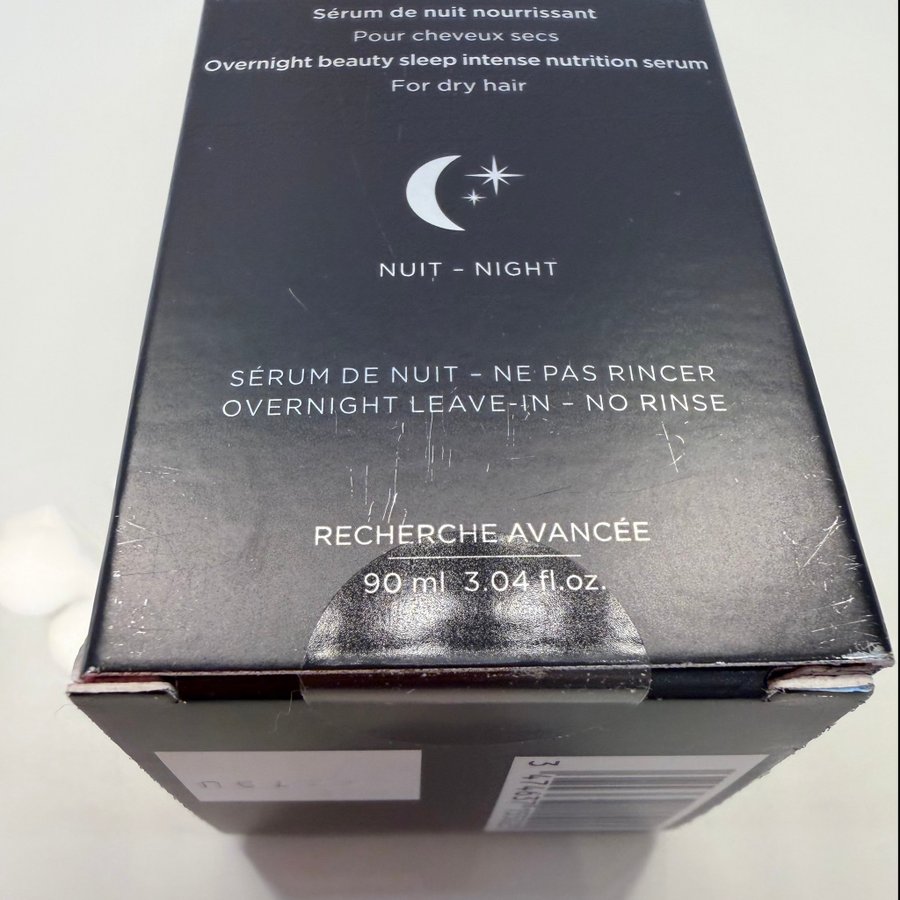 Sérum de nuit nourrissant
Pour cheveux secs
Overnight beauty sleep intense nutrition serum
For dry hair
NUIT – NIGHT
SÉRUM DE NUIT – NE PAS RINCER
OVERNIGHT LEAVE-IN – NO RINSE
RECHERCHE AVANCÉE
90 ml 3.04 fl.oz.
3